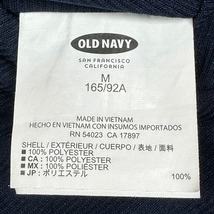 OLD NAVY
SAN FRANCISCO
CALIFORNIA
M
165/92A
MADE IN VIETNAM
HECHO EN VIETNAM CON INSUMOS IMPORTADOS
RN 54023 CA 17897
SHELL / EXTÉRIEUR / CUERPO / 表地 / 面料
■ 100% POLYESTER
■ CA : 100% POLYESTER
■ MX : 100% POLIÉSTER
■ JP : ポリエステル 100%